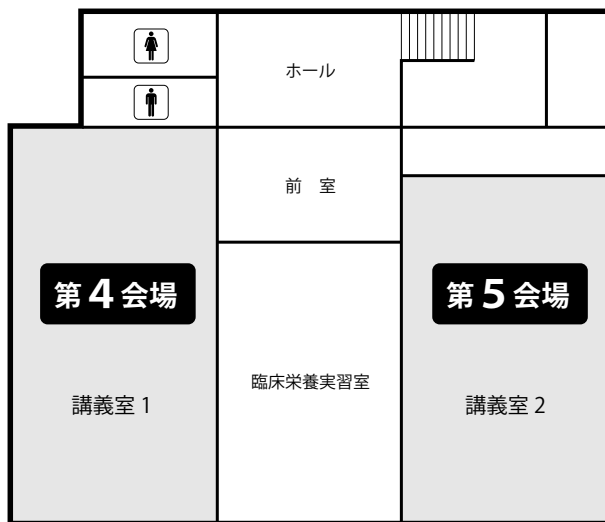 ホール
前　室
第4会場
第5会場
臨床栄養実習室
講義室 1
講義室 2